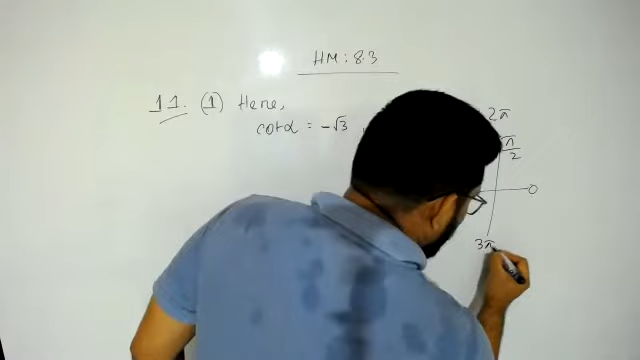 HM : 8.3
11. (1) Here,
cotα = -√3
2π
π/2
0
3π